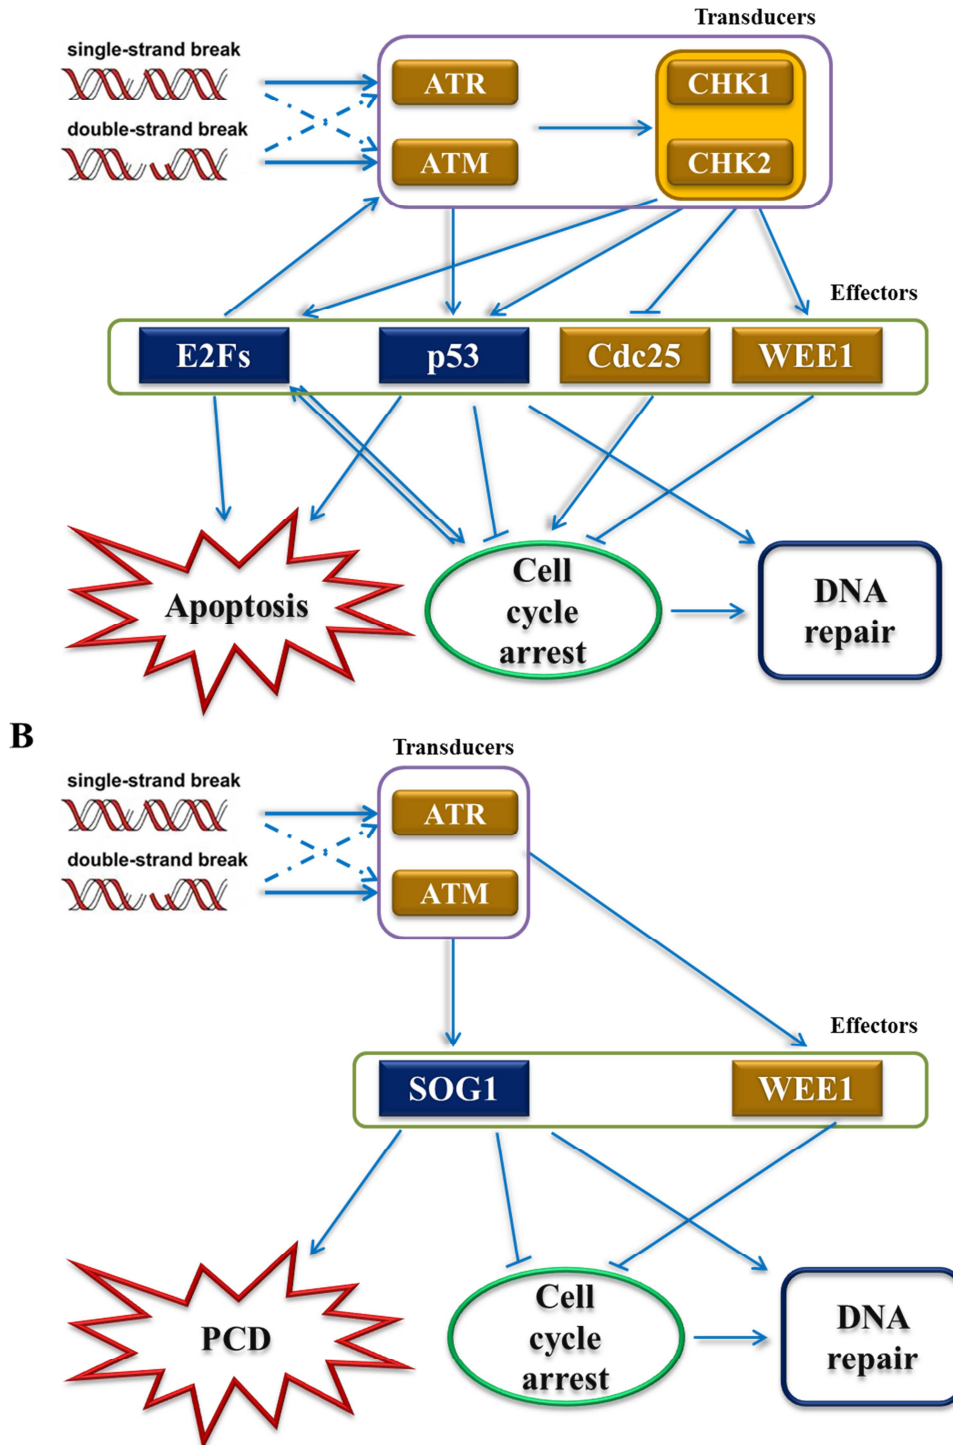 Transducers
single-strand break
ATR
CHK1
double-strand break
ATM
CHK2
Effectors
E2Fs
p53
Cdc25
WEE1
Apoptosis
Cell
cycle
arrest
DNA
repair
B
Transducers
single-strand break
ATR
double-strand break
ATM
Effectors
SOG1
WEE1
PCD
Cell
cycle
arrest
DNA
repair